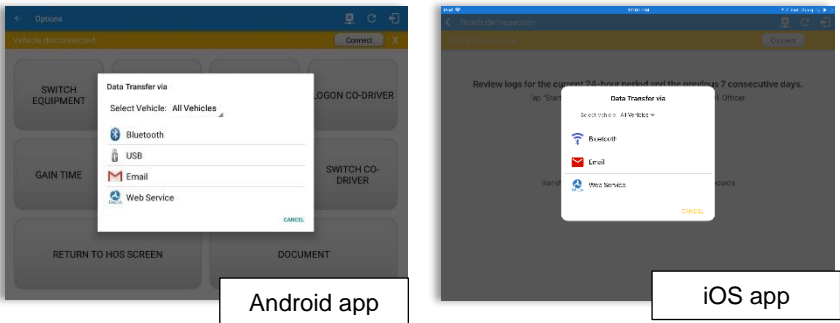 Options
Vehicle disconnected
Connect
X
SWITCH
EQUIPMENT
LOGON CO-DRIVER
GAIN TIME
SWITCH CO-
DRIVER
RETURN TO HOS SCREEN
DOCUMENT
Data Transfer via
Select Vehicle: All Vehicles
Bluetooth
USB
Email
Web Service
CANCEL
Android app
Roadside Inspection
Connect
Review logs for the current 24-hour period and the previous 7 consecutive days.
Tap "Star
Officer.
Data Transfer via
Select Vehicle: All Vehicles
Bluetooth
Email
Web Service
Transf
CANCEL
iOS app